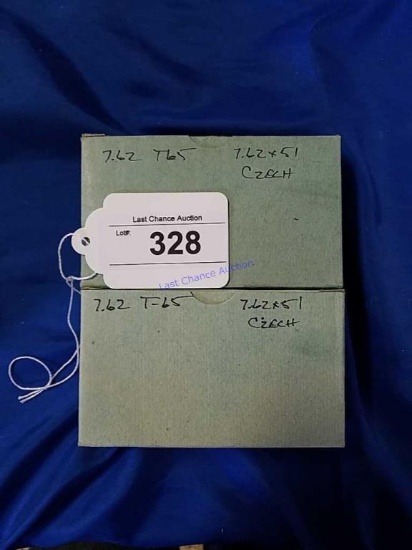 7.62 T65 7.62x51
CZECH
Last Chance Auction
Lot#:
328
Last Chance Auction
7.62 T-65 7.62x51
CZECH